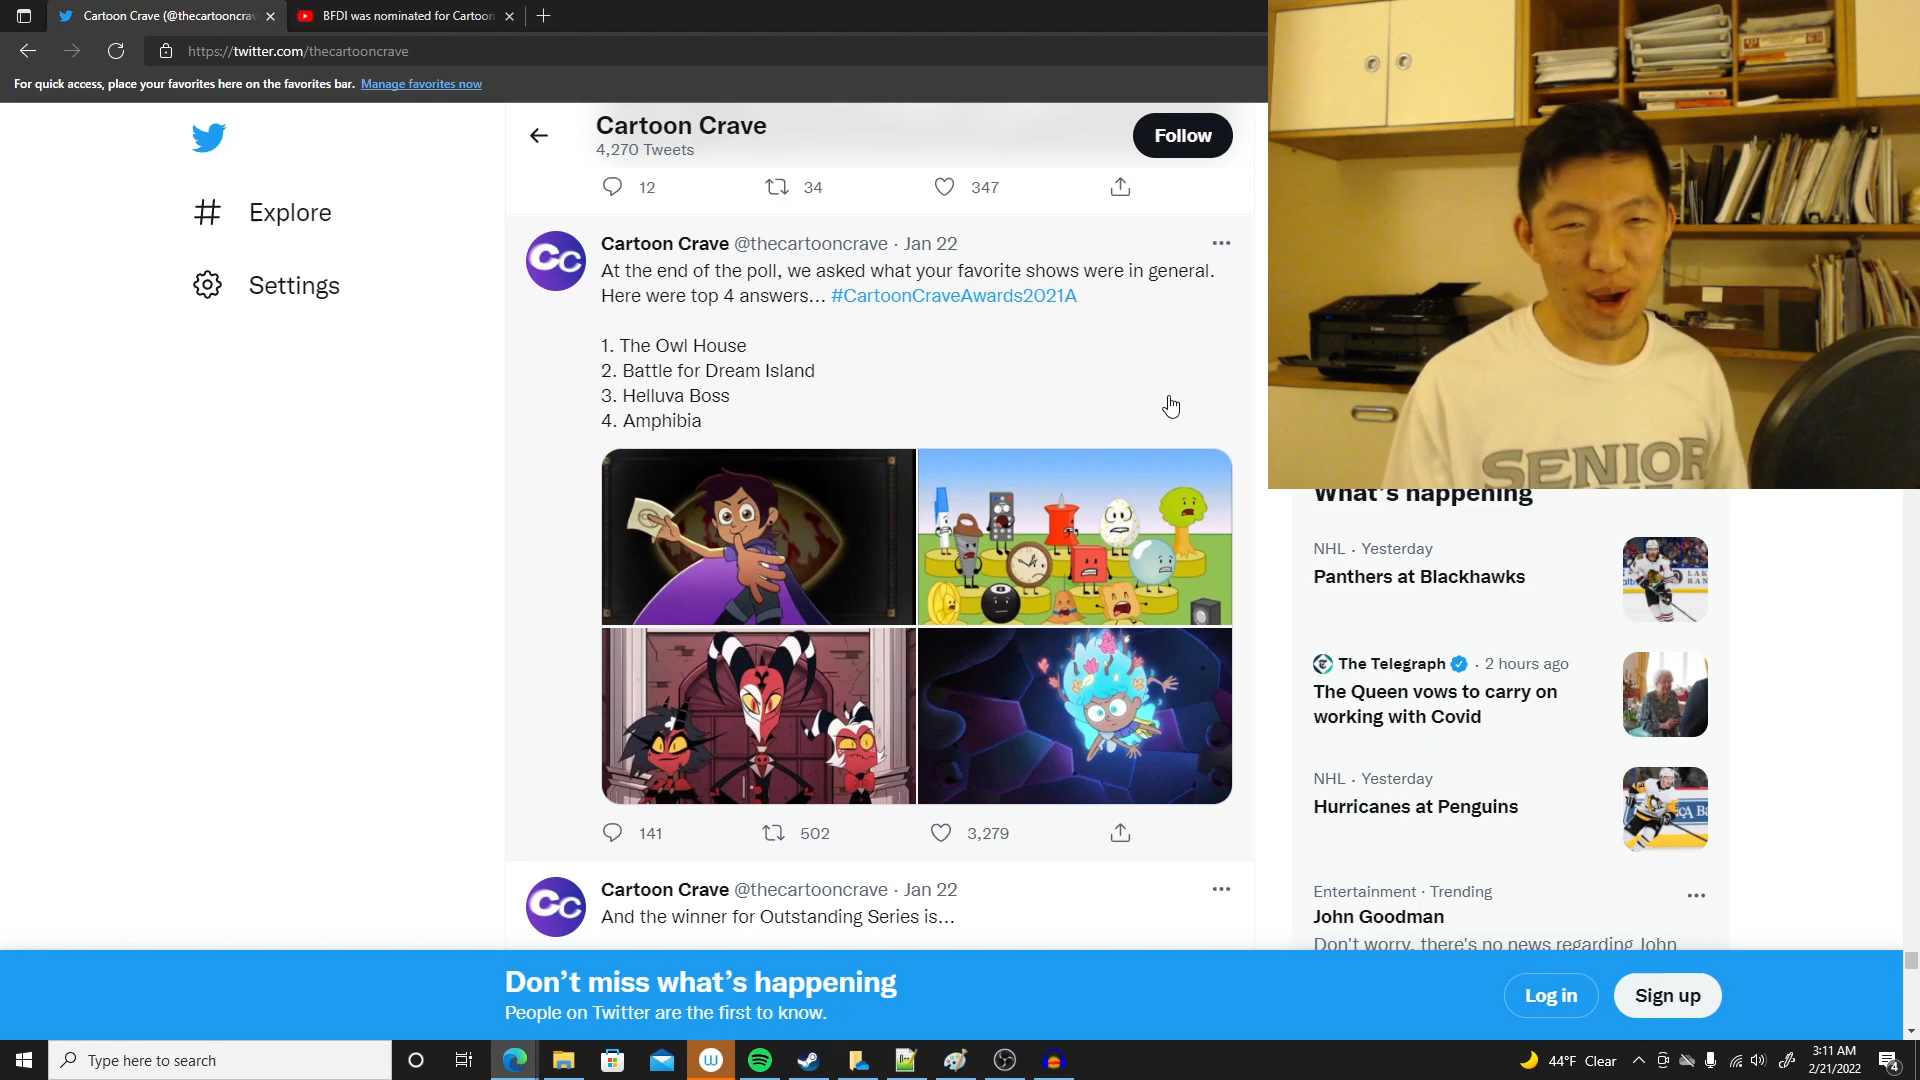 Cartoon Crave (@thecartooncrav
BFDI was nominated for Cartoon
https://twitter.com/thecartooncrave
For quick access, place your favorites here on the favorites bar. Manage favorites now
Cartoon Crave
4,270 Tweets
Follow
12 34 347
Explore
Settings
Cartoon Crave @thecartooncrave · Jan 22
At the end of the poll, we asked what your favorite shows were in general.
Here were top 4 answers... #CartoonCraveAwards2021A
1. The Owl House
2. Battle for Dream Island
3. Helluva Boss
4. Amphibia
141 502 3,279
Cartoon Crave @thecartooncrave · Jan 22
And the winner for Outstanding Series is...
SENIOR
What's happening
NHL · Yesterday
Panthers at Blackhawks
The Telegraph · 2 hours ago
The Queen vows to carry on
working with Covid
NHL · Yesterday
Hurricanes at Penguins
Entertainment · Trending
John Goodman
Don't worry, there's no news regarding John
Don't miss what's happening
People on Twitter are the first to know.
Log in
Sign up
Type here to search
44°F Clear
3:11 AM
2/21/2022
4